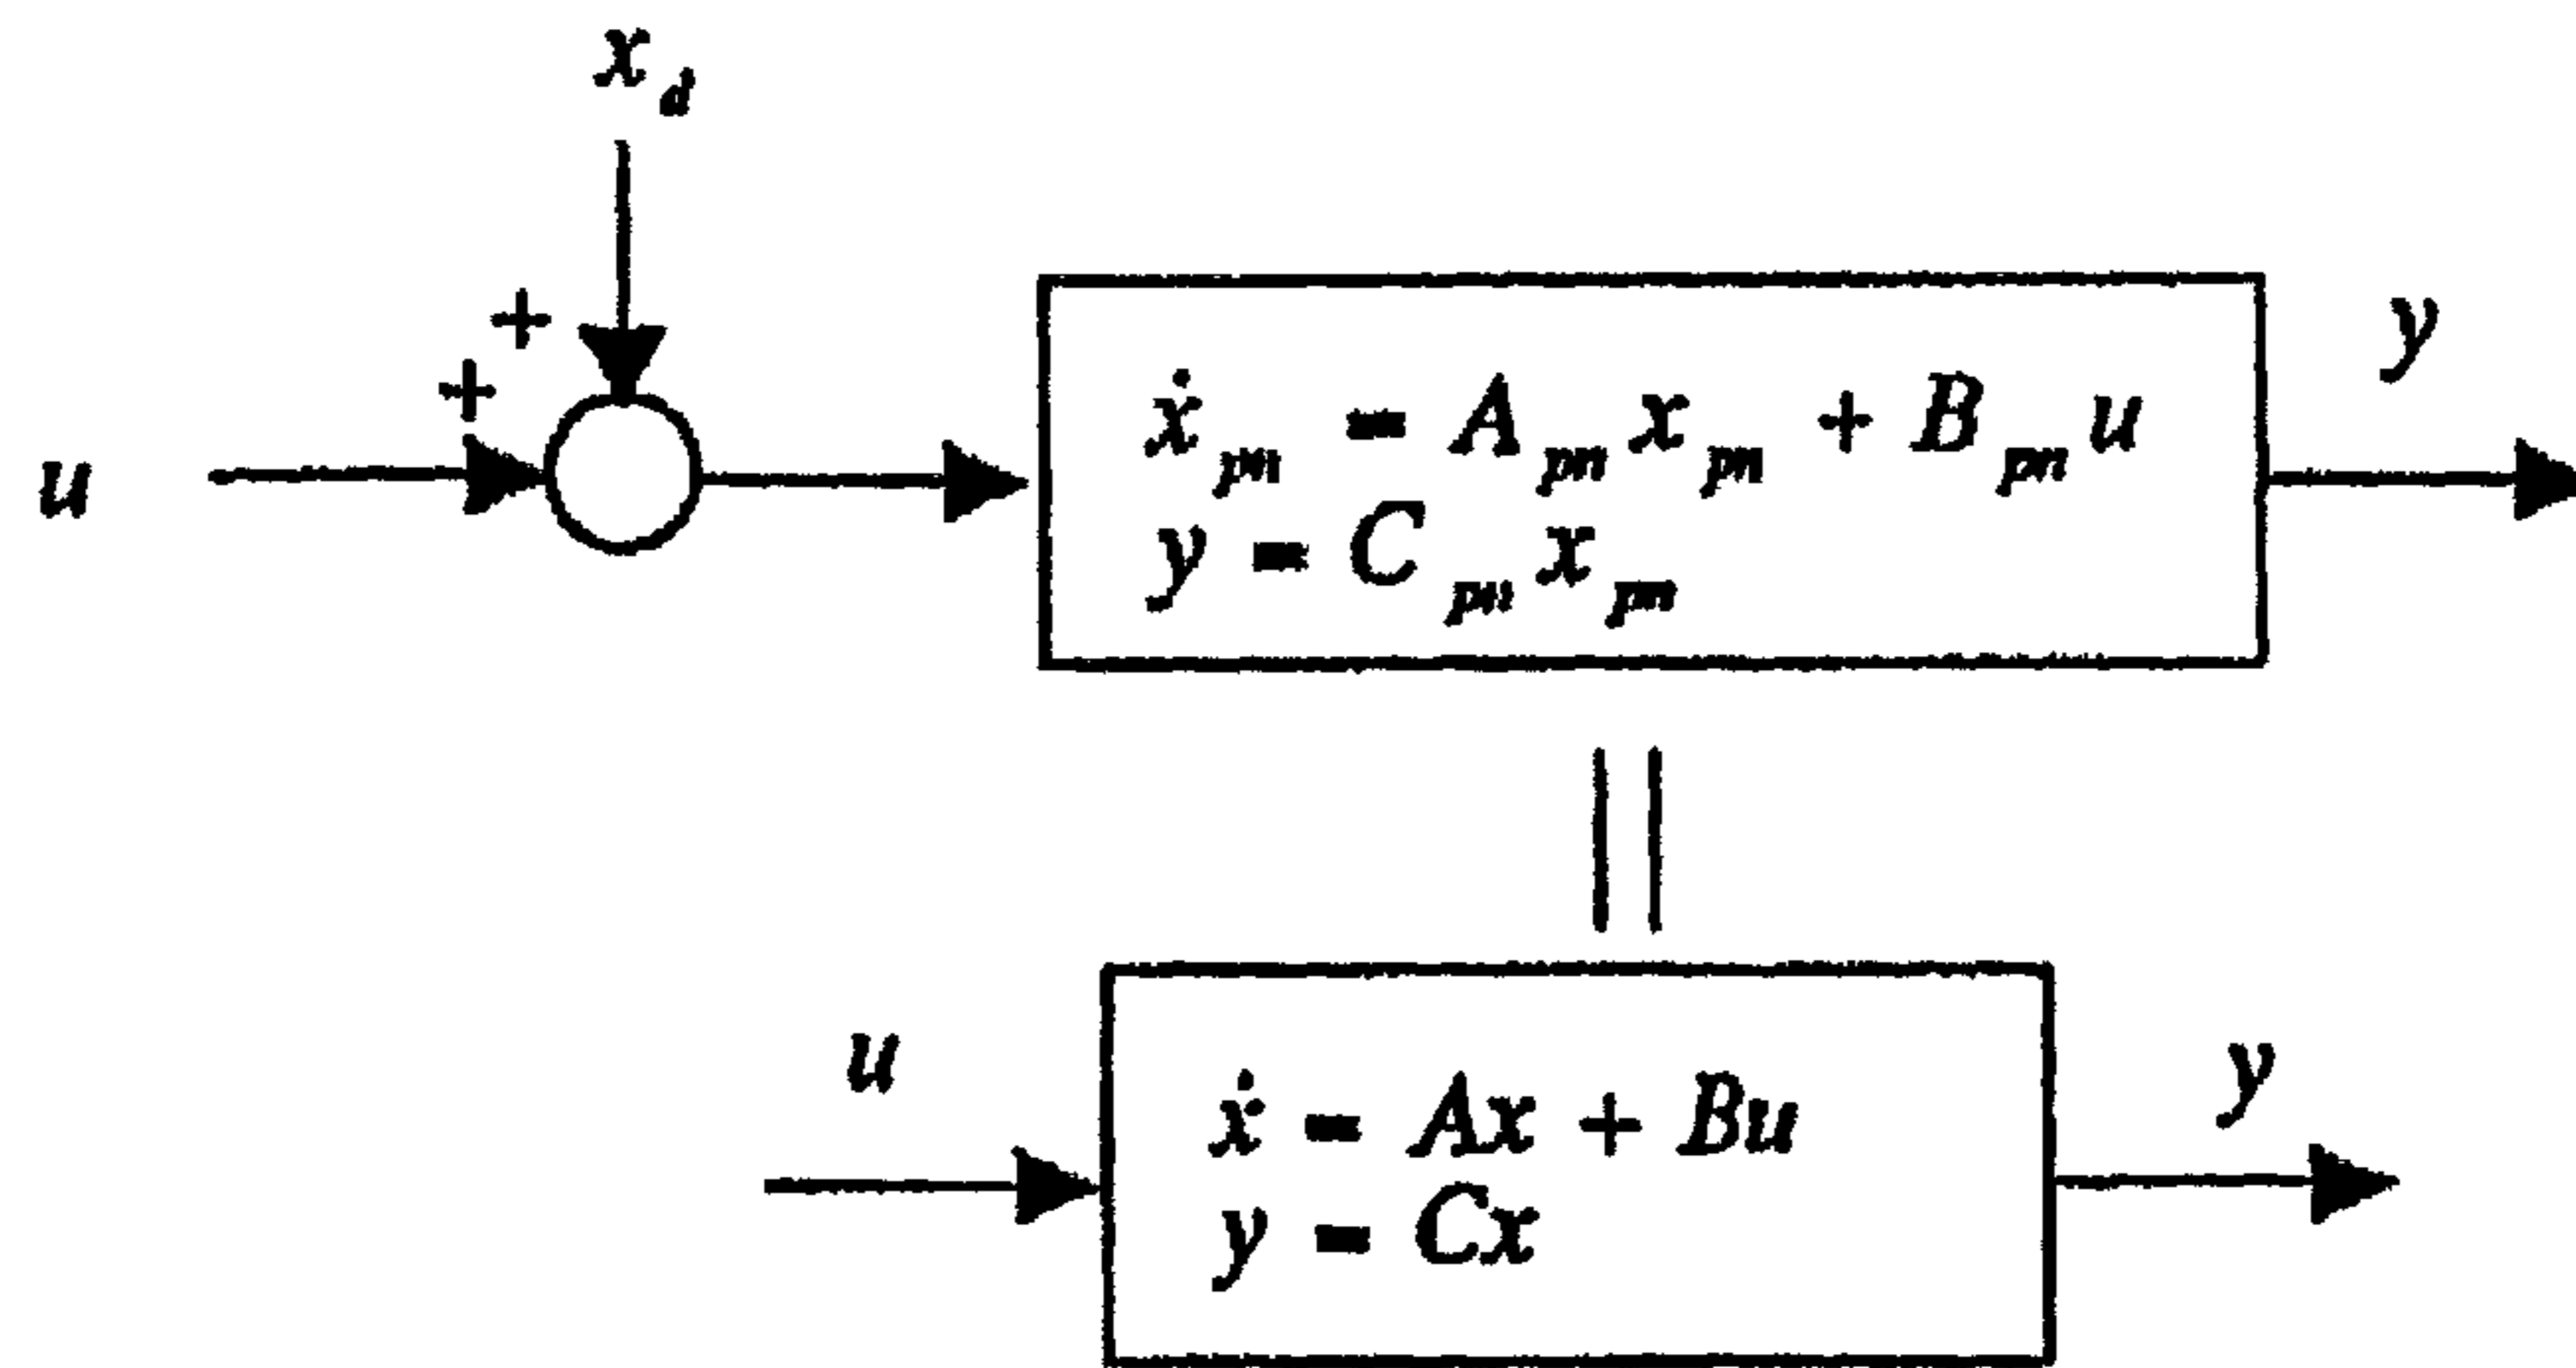 x_d
+
+
u
ẋ_pn = A_pn x_pn + B_pn u
y = C_pn x_pn
y
u
ẋ = Ax + Bu
y = Cx
y